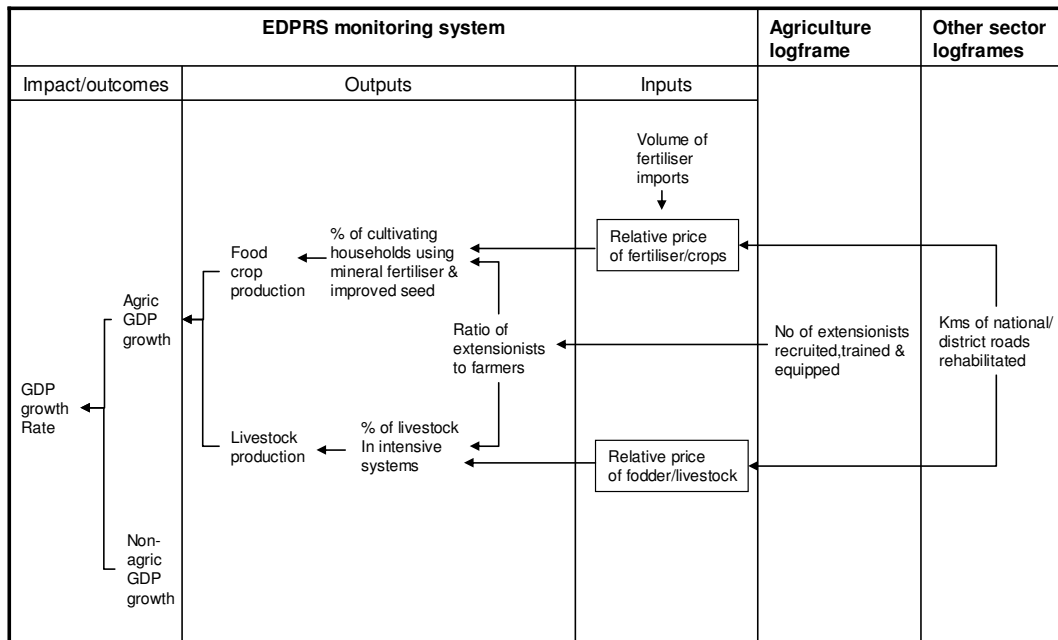 EDPRS monitoring system
Agriculture
logframe
Other sector
logframes
Impact/outcomes
Outputs
Inputs
Volume of
fertiliser
imports
Relative price
of fertiliser/crops
% of cultivating
households using
mineral fertiliser &
improved seed
Food
crop
production
Agric
GDP
growth
Ratio of
extensionists
to farmers
No of extensionists
recruited,trained &
equipped
Kms of national/
district roads
rehabilitated
GDP
growth
Rate
Livestock
production
% of livestock
In intensive
systems
Relative price
of fodder/livestock
Non-
agric
GDP
growth